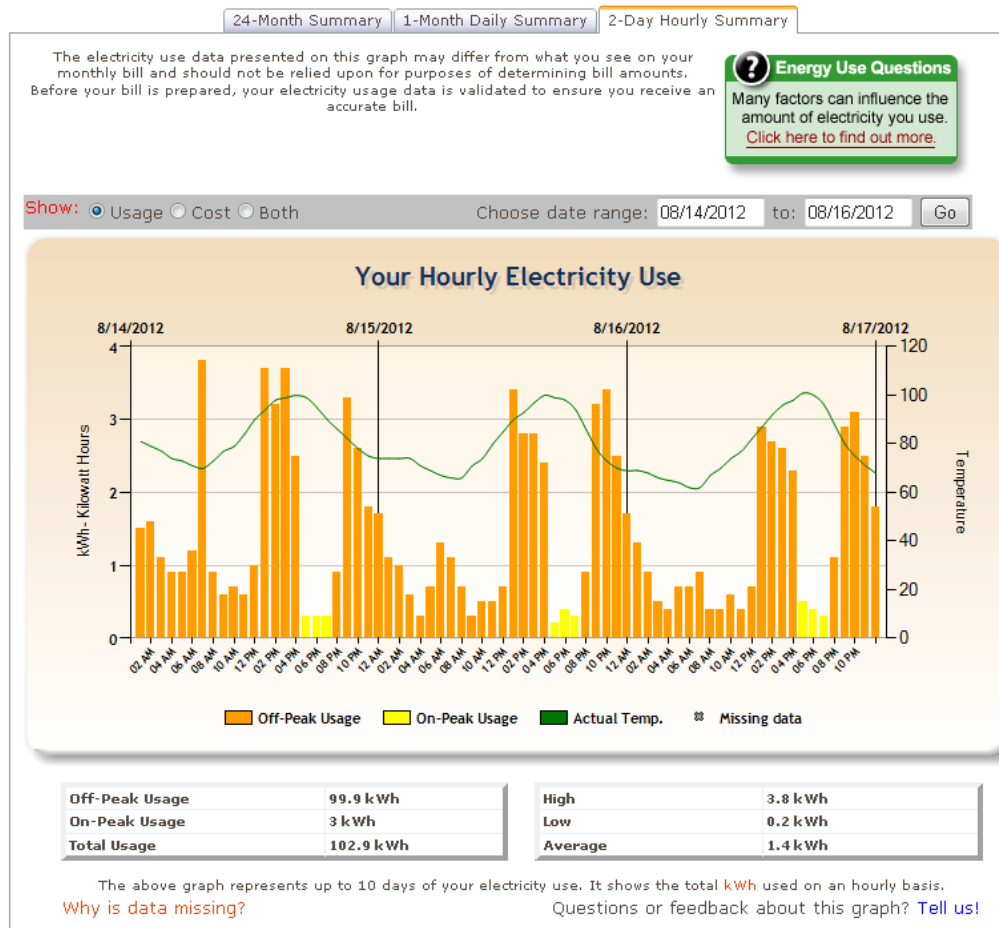 24-Month Summary 1-Month Daily Summary 2-Day Hourly Summary
The electricity use data presented on this graph may differ from what you see on your
monthly bill and should not be relied upon for purposes of determining bill amounts.
Before your bill is prepared, your electricity usage data is validated to ensure you receive an
accurate bill.
? Energy Use Questions
Many factors can influence the
amount of electricity you use.
Click here to find out more.
Show: Usage Cost Both Choose date range: 08/14/2012 to: 08/16/2012 Go
Your Hourly Electricity Use
8/14/2012 8/15/2012 8/16/2012 8/17/2012
4 120
100
3
80
2 60
40
1
20
0 0
kWh- Kilowatt Hours
Temperature
02 AM 04 AM 06 AM 08 AM 10 AM 12 PM 02 PM 04 PM 06 PM 08 PM 10 PM 12 AM 02 AM 04 AM 06 AM 08 AM 10 AM 12 PM 02 PM 04 PM 06 PM 08 PM 10 PM 12 AM 02 AM 04 AM 06 AM 08 AM 10 AM 12 PM 02 PM 04 PM 06 PM 08 PM 10 PM
Off-Peak Usage On-Peak Usage Actual Temp. Missing data
Off-Peak Usage 99.9 kWh
On-Peak Usage 3 kWh
Total Usage 102.9 kWh
High 3.8 kWh
Low 0.2 kWh
Average 1.4 kWh
The above graph represents up to 10 days of your electricity use. It shows the total kWh used on an hourly basis.
Why is data missing? Questions or feedback about this graph? Tell us!